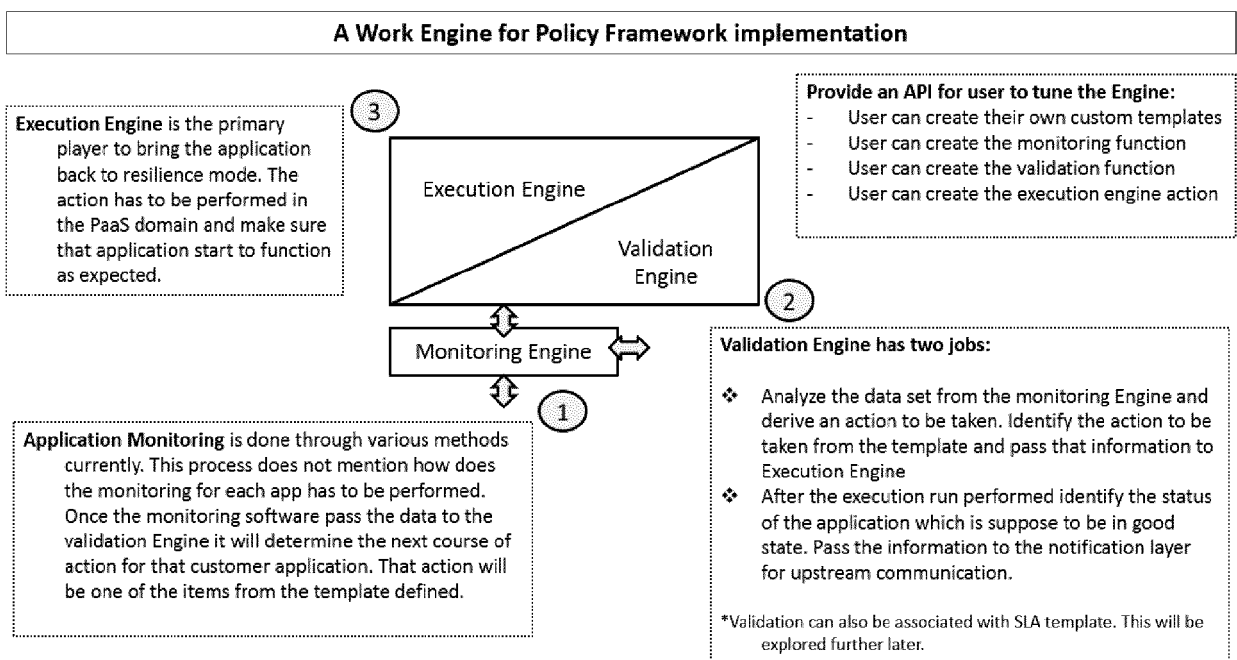 A Work Engine for Policy Framework implementation
3
Execution Engine is the primary
player to bring the application
back to resilience mode. The
action has to be performed in
the PaaS domain and make sure
that application start to function
as expected.
Execution Engine
Validation
Engine
Provide an API for user to tune the Engine:
- User can create their own custom templates
- User can create the monitoring function
- User can create the validation function
- User can create the execution engine action
2
Monitoring Engine
1
Application Monitoring is done through various methods
currently. This process does not mention how does
the monitoring for each app has to be performed.
Once the monitoring software pass the data to the
validation Engine it will determine the next course of
action for that customer application. That action will
be one of the items from the template defined.
Validation Engine has two jobs:
❖ Analyze the data set from the monitoring Engine and
derive an action to be taken. Identify the action to be
taken from the template and pass that information to
Execution Engine
❖ After the execution run performed identify the status
of the application which is suppose to be in good
state. Pass the information to the notification layer
for upstream communication.
*Validation can also be associated with SLA template. This will be
explored further later.